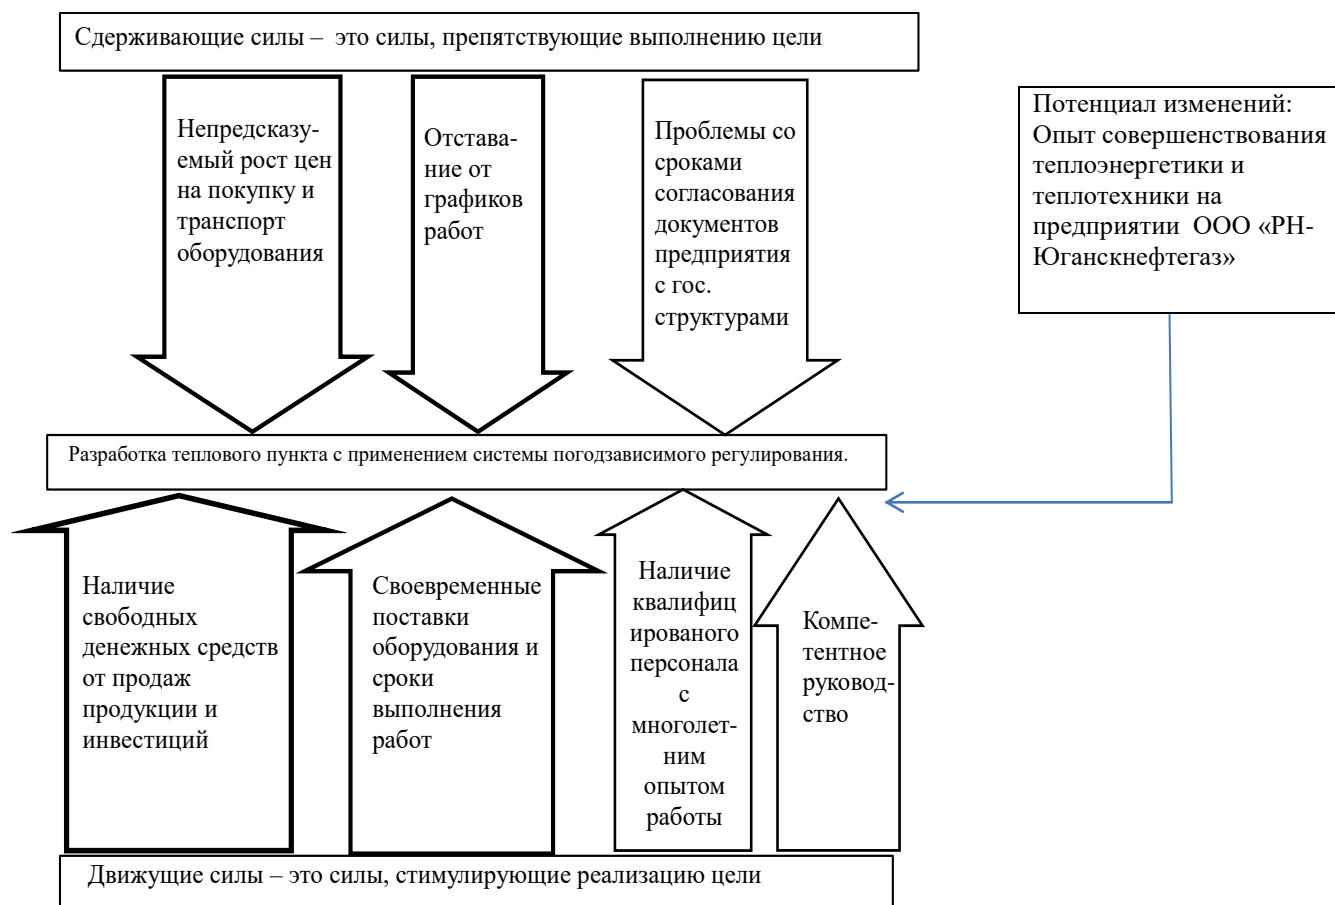 Сдерживающие силы – это силы, препятствующие выполнению цели
Непредсказу-
емый рост цен
на покупку и
транспорт
оборудования
Отстава-
ние от
графиков
работ
Проблемы со
сроками
согласования
документов
предприятия
с гос.
структурами
Потенциал изменений:
Опыт совершенствования
теплоэнергетики и
теплотехники на
предприятии ООО «РН-
Юганскнефтегаз»
Разработка теплового пункта с применением системы погодзависимого регулирования.
Наличие
свободных
денежных средств
от продаж
продукции и
инвестиций
Своевременные
поставки
оборудования и
сроки
выполнения
работ
Наличие
квалифиц
ированого
персонала
с
многолет-
ним
опытом
работы
Компе-
тентное
руковод-
ство
Движущие силы – это силы, стимулирующие реализацию цели